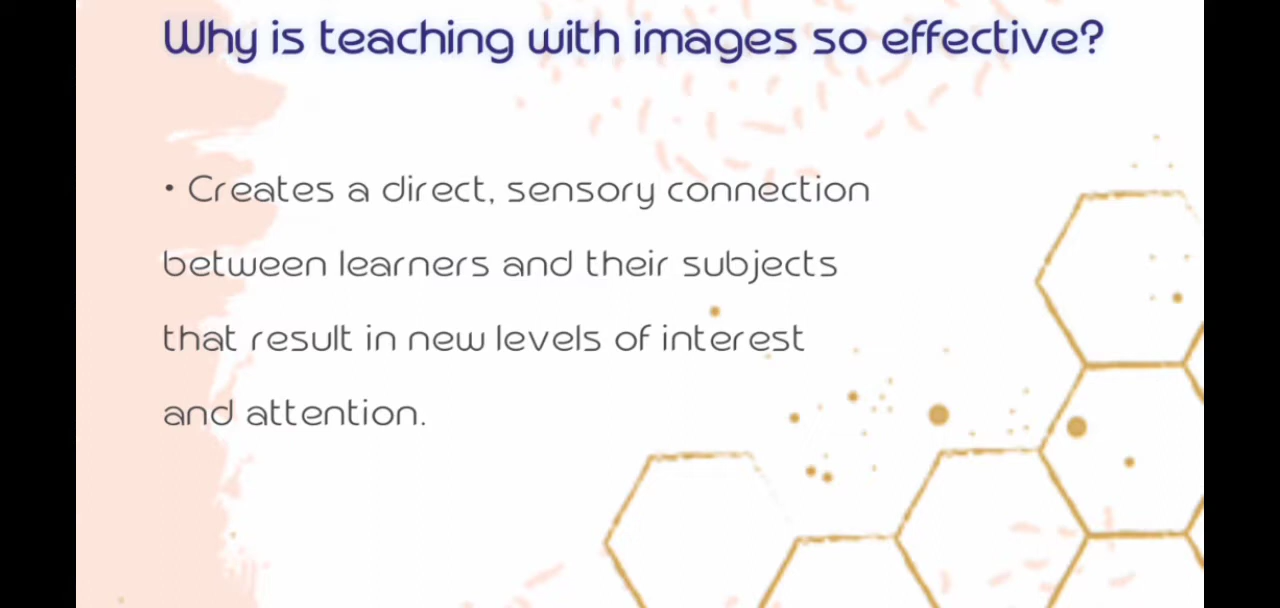 Why is teaching with images so effective?
• Creates a direct, sensory connection
between learners and their subjects
that result in new levels of interest
and attention.